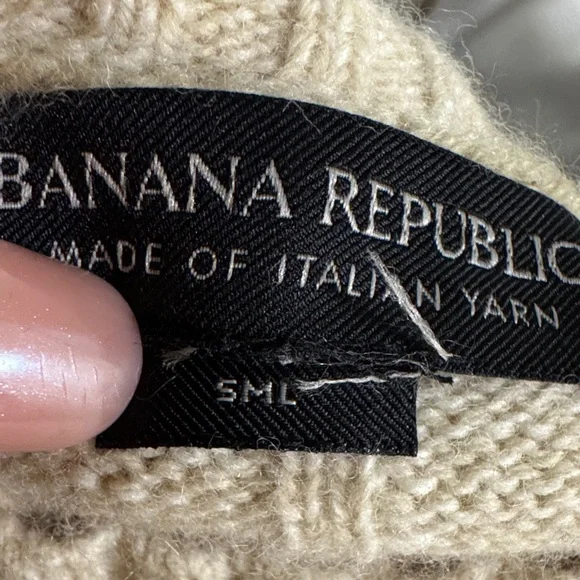 BANANA REPUBLIC
MADE OF ITALIAN YARN
SML